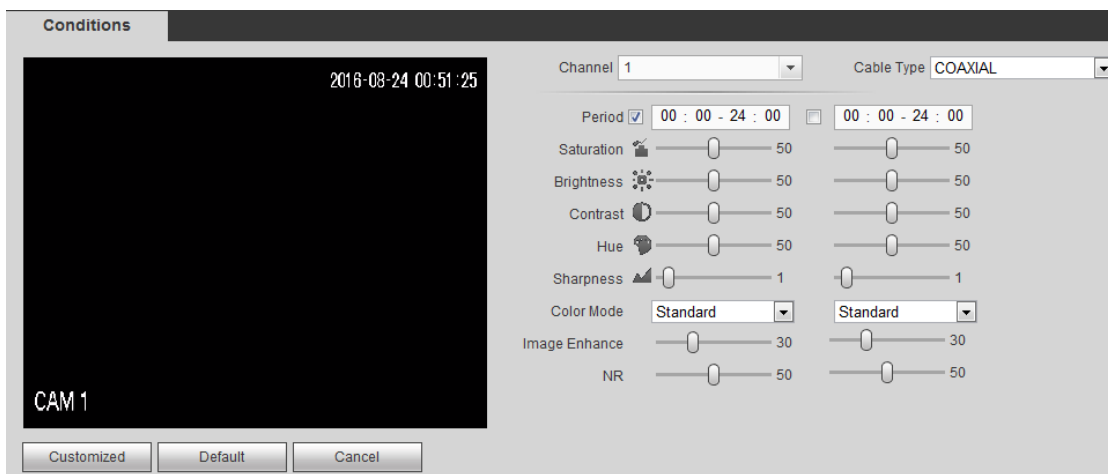 Conditions
2016-08-24 00:51:25
CAM 1
Customized Default Cancel
Channel 1 Cable Type COAXIAL
Period 00 : 00 - 24 : 00 00 : 00 - 24 : 00
Saturation 50 50
Brightness 50 50
Contrast 50 50
Hue 50 50
Sharpness 1 1
Color Mode Standard Standard
Image Enhance 30 30
NR 50 50